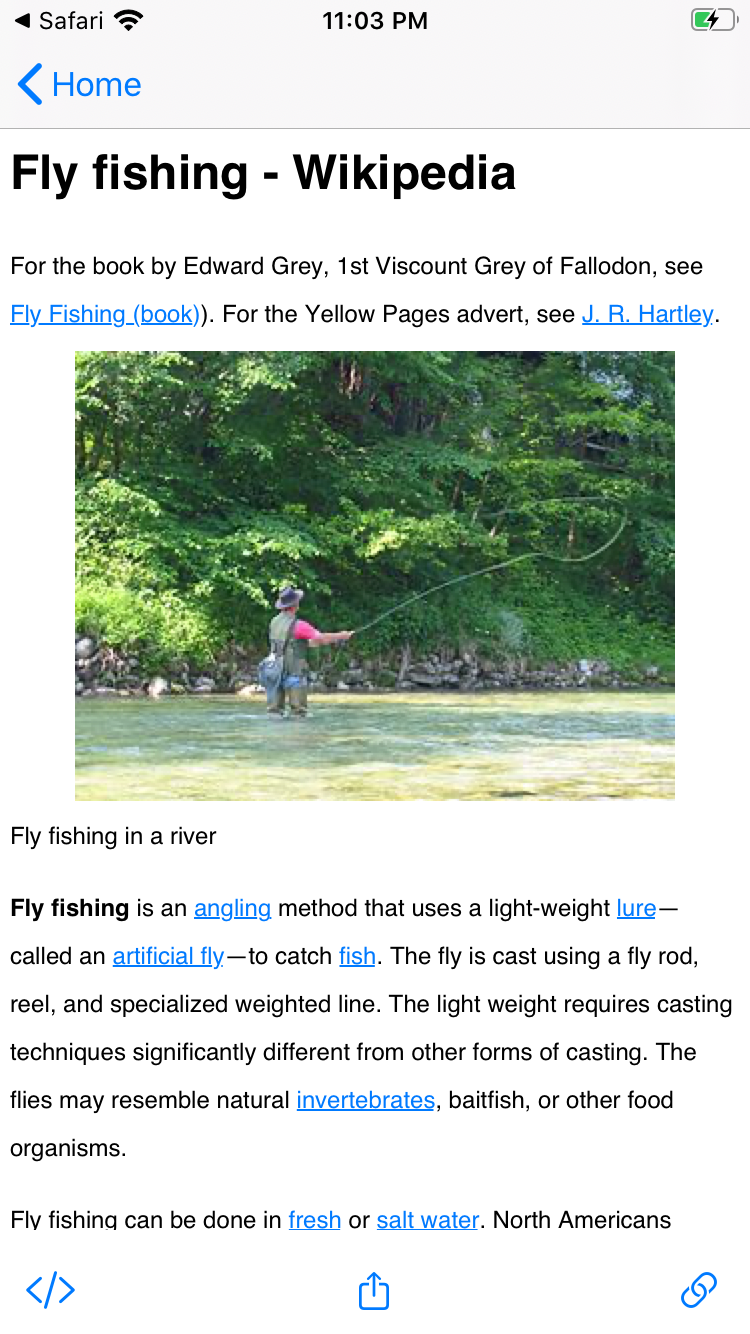 Safari
11:03 PM
Home
Fly fishing - Wikipedia
For the book by Edward Grey, 1st Viscount Grey of Fallodon, see
Fly Fishing (book)). For the Yellow Pages advert, see J. R. Hartley.
Fly fishing in a river
Fly fishing is an angling method that uses a light-weight lure—
called an artificial fly—to catch fish. The fly is cast using a fly rod,
reel, and specialized weighted line. The light weight requires casting
techniques significantly different from other forms of casting. The
flies may resemble natural invertebrates, baitfish, or other food
organisms.
Fly fishing can be done in fresh or salt water. North Americans